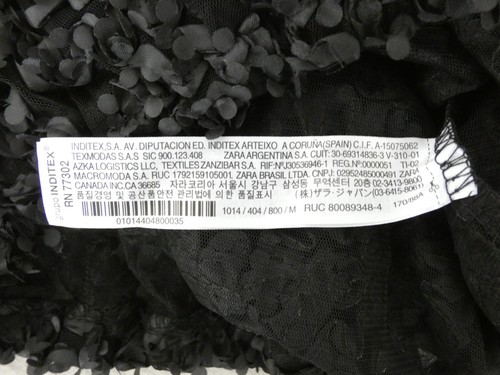 INDITEX,S.A. AV. DIPUTACION ED. INDITEX ARTEIXO A CORUÑA(SPAIN) C.I.F. A-15075062
TEXMODAS S.A.S SIC 900.123.408 ZARA ARGENTINA S.A. CUIT: 30-69314836-3 V-310-01
AZKA LOGISTICS LLC, TEXTILES ZANZIBAR S.A. RIF:NºU30536946-1 REG.Nº:0000051 TI-02
MACROMODA S.A. RUC 1792159105001. ZARA BRASIL LTDA. CNPJ: 02952485000491 ZARA
CANADA INC.CA 36685 자라코리아 서울시 강남구 삼성동 무역센터 20층 02-3413-9800
품질경영 및 공산품안전 관리법에 의한 품질표시 (株)ザラ・ジャパン(03-6415-8061)
1014 / 404 / 800 / M RUC 80089348-4 170/88A
01014404800035
INDITEX
RN 77302